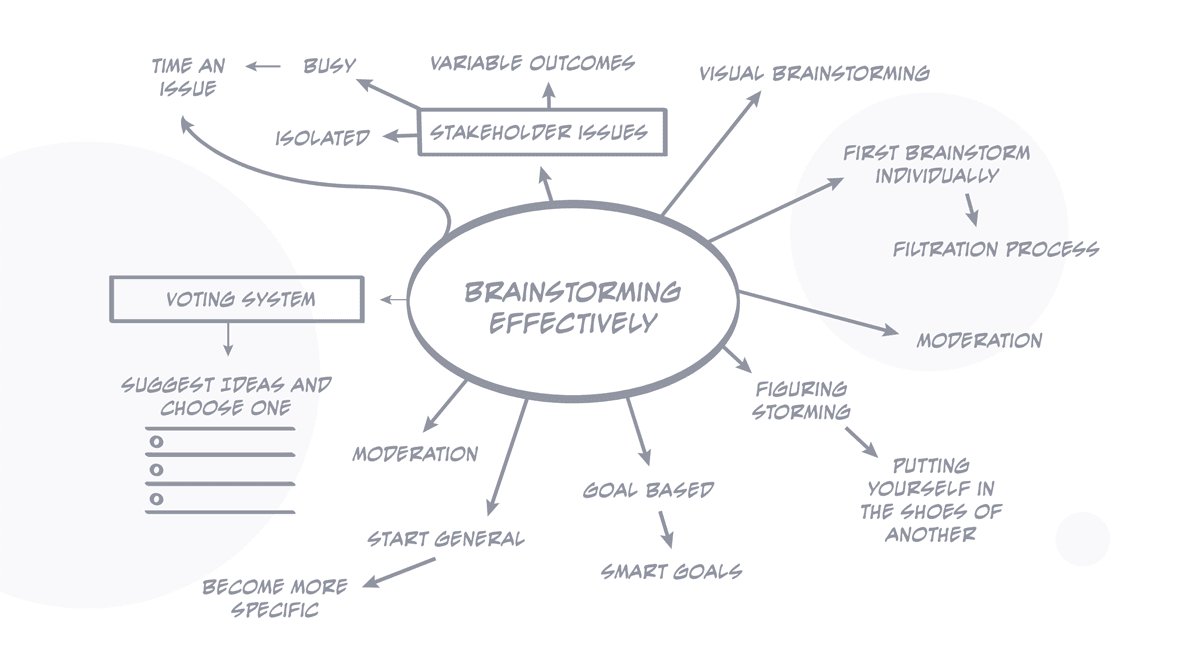 TIME AN
ISSUE
BUSY
VARIABLE OUTCOMES
VISUAL BRAINSTORMING
ISOLATED
STAKEHOLDER ISSUES
FIRST BRAINSTORM
INDIVIDUALLY
FILTRATION PROCESS
VOTING SYSTEM
BRAINSTORMING
EFFECTIVELY
MODERATION
SUGGEST IDEAS AND
CHOOSE ONE
FIGURING
STORMING
MODERATION
PUTTING
YOURSELF IN
THE SHOES OF
ANOTHER
GOAL BASED
START GENERAL
SMART GOALS
BECOME MORE
SPECIFIC